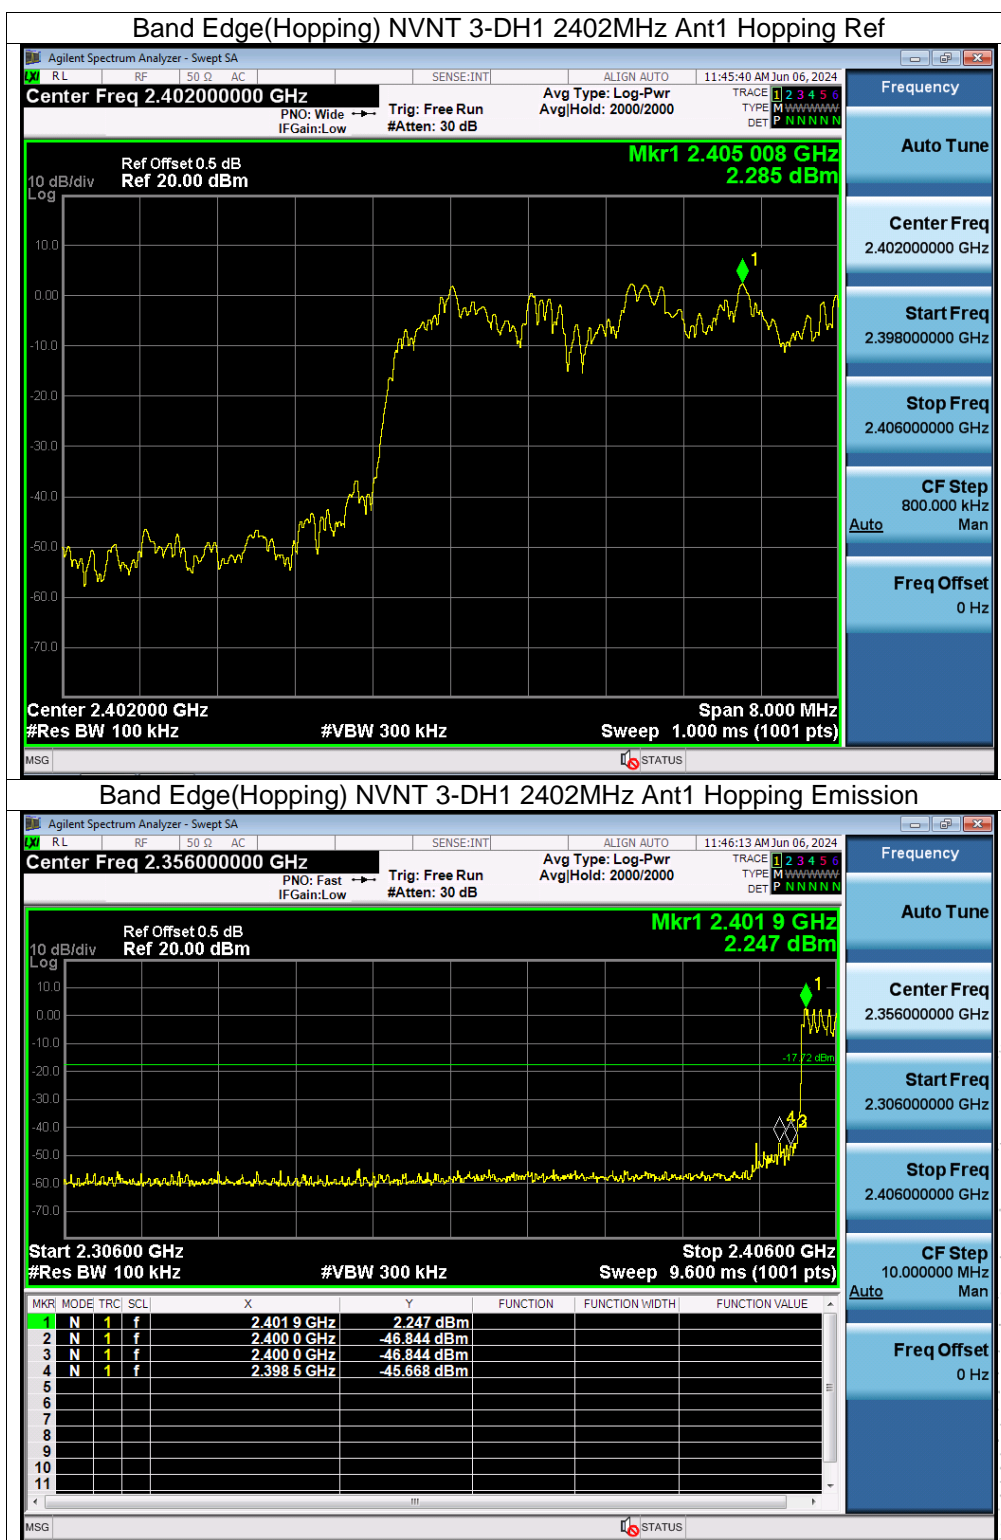 Band Edge(Hopping) NVNT 3-DH1 2402MHz Ant1 Hopping Ref
Agilent Spectrum Analyzer - Swept SA
LXI RL RF 50 Ω AC SENSE:INT ALIGN AUTO 11:45:40 AM Jun 06, 2024
Center Freq 2.402000000 GHz
PNO: Wide
IFGain:Low
Trig: Free Run
#Atten: 30 dB
Avg Type: Log-Pwr
Avg|Hold: 2000/2000
TRACE 1 2 3 4 5 6
TYPE M WWWWW
DET P N N N N N
Frequency
Auto Tune
Center Freq
2.402000000 GHz
Start Freq
2.398000000 GHz
Stop Freq
2.406000000 GHz
CF Step
800.000 kHz
Auto Man
Freq Offset
0 Hz
Mkr1 2.405 008 GHz
2.285 dBm
Ref Offset 0.5 dB
10 dB/div Ref 20.00 dBm
Log
1
10.0
0.00
-10.0
-20.0
-30.0
-40.0
-50.0
-60.0
-70.0
Center 2.402000 GHz Span 8.000 MHz
#Res BW 100 kHz #VBW 300 kHz Sweep 1.000 ms (1001 pts)
MSG STATUS
Band Edge(Hopping) NVNT 3-DH1 2402MHz Ant1 Hopping Emission
Agilent Spectrum Analyzer - Swept SA
LXI RL RF 50 Ω AC SENSE:INT ALIGN AUTO 11:46:13 AM Jun 06, 2024
Center Freq 2.356000000 GHz
PNO: Fast
IFGain:Low
Trig: Free Run
#Atten: 30 dB
Avg Type: Log-Pwr
Avg|Hold: 2000/2000
TRACE 1 2 3 4 5 6
TYPE M WWWWW
DET P N N N N N
Frequency
Auto Tune
Center Freq
2.356000000 GHz
Start Freq
2.306000000 GHz
Stop Freq
2.406000000 GHz
CF Step
10.000000 MHz
Auto Man
Freq Offset
0 Hz
Mkr1 2.401 9 GHz
2.247 dBm
Ref Offset 0.5 dB
10 dB/div Ref 20.00 dBm
Log
10.0
0.00
-10.0
-20.0
-30.0
-40.0
-50.0
-60.0
-70.0
1
-17.72 dBm
4
Start 2.30600 GHz Stop 2.40600 GHz
#Res BW 100 kHz #VBW 300 kHz Sweep 9.600 ms (1001 pts)
MKR MODE TRC SCL X Y FUNCTION FUNCTION WIDTH FUNCTION VALUE
1 N 1 f 2.401 9 GHz 2.247 dBm
2 N 1 f 2.400 0 GHz -46.844 dBm
3 N 1 f 2.400 0 GHz -46.844 dBm
4 N 1 f 2.398 5 GHz -45.668 dBm
5
6
7
8
9
10
11
MSG STATUS